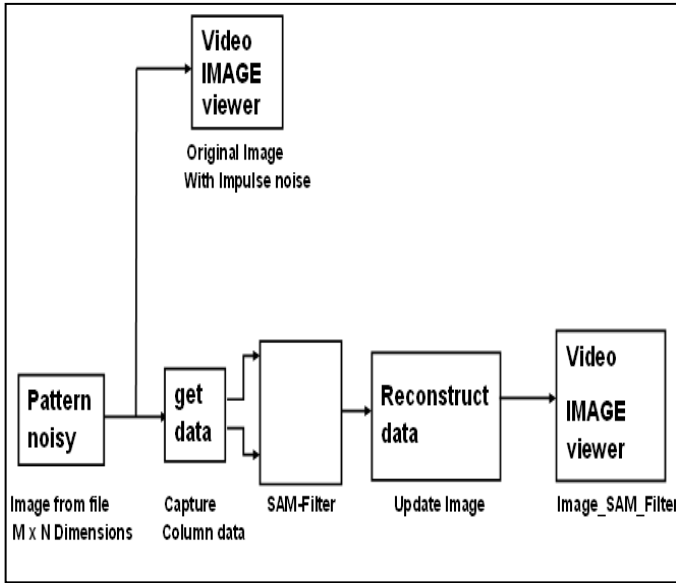 Video
IMAGE
viewer
Original Image
With Impulse noise
Pattern
noisy
Image from file
M x N Dimensions
get
data
Capture
Column data
SAM-Filter
Reconstruct
data
Update Image
Video
IMAGE
viewer
Image_SAM_Filter